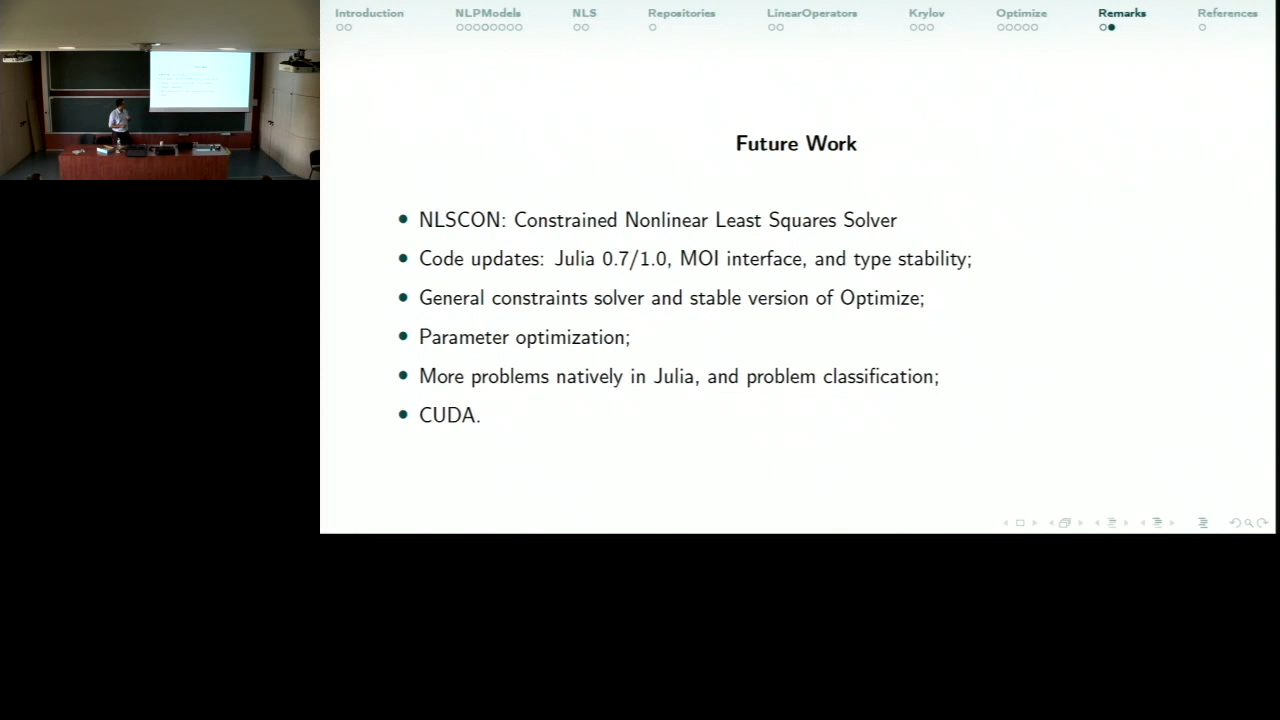 Introduction NLPModels NLS Repositories LinearOperators Krylov Optimize Remarks References
Future Work
• NLSCON: Constrained Nonlinear Least Squares Solver
• Code updates: Julia 0.7/1.0, MOI interface, and type stability;
• General constraints solver and stable version of Optimize;
• Parameter optimization;
• More problems natively in Julia, and problem classification;
• CUDA.